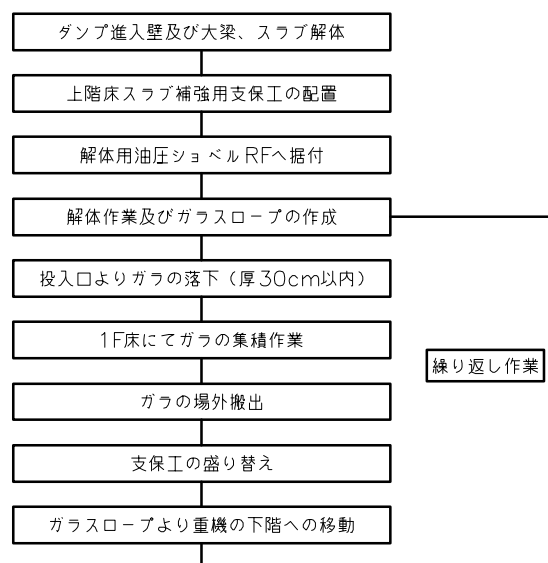 ダンプ進入壁及び大梁、スラブ解体
上階床スラブ補強用支保工の配置
解体用油圧ショベルRFへ据付
解体作業及びガラスロープの作成
投入口よりガラの落下（厚30cm以内）
1F床にてガラの集積作業
繰り返し作業
ガラの場外搬出
支保工の盛り替え
ガラスロープより重機の下階への移動